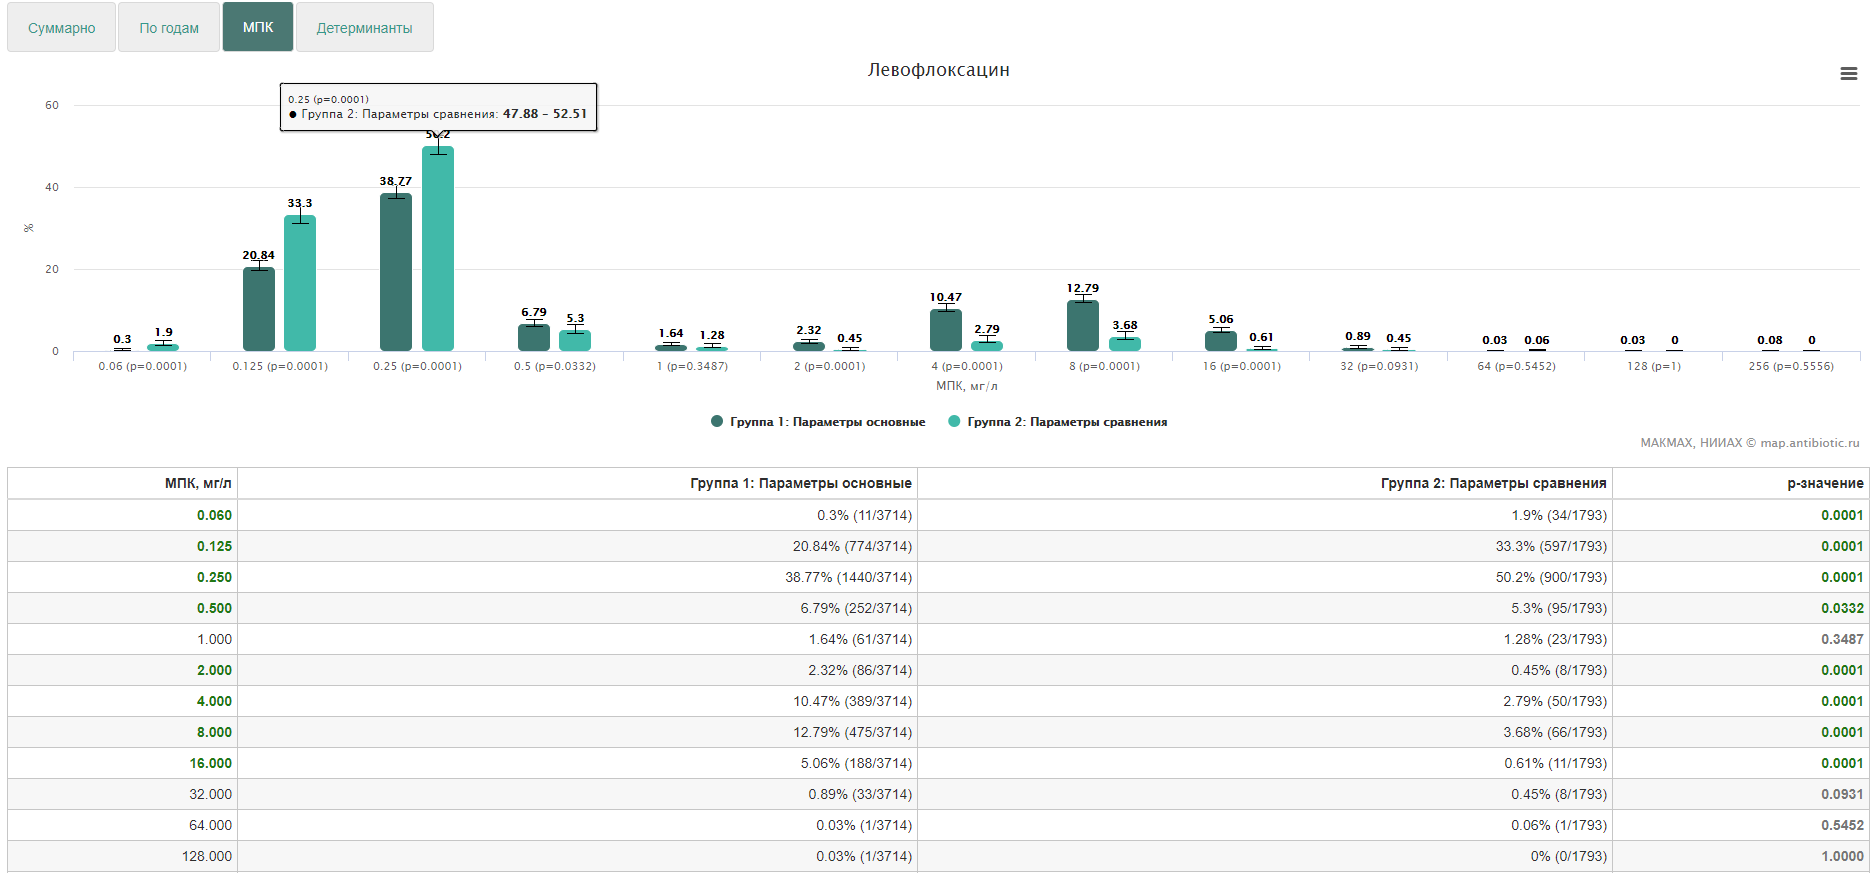 Суммарно По годам МПК Детерминанты
Левофлоксацин
0.25 (p=0.0001)
● Группа 2: Параметры сравнения: 47.88 - 52.51
60
40
20
0
%
0.3 1.9 20.84 33.3 38.77 50.2 6.79 5.3 1.64 1.28 2.32 0.45 10.47 2.79 12.79 3.68 5.06 0.61 0.89 0.45 0.03 0.06 0.03 0 0.08 0
0.06 (p=0.0001) 0.125 (p=0.0001) 0.25 (p=0.0001) 0.5 (p=0.0332) 1 (p=0.3487) 2 (p=0.0001) 4 (p=0.0001) 8 (p=0.0001) 16 (p=0.0001) 32 (p=0.0931) 64 (p=0.5452) 128 (p=1) 256 (p=0.5556)
МПК, мг/л
Группа 1: Параметры основные Группа 2: Параметры сравнения
МАКМАХ, НИИАХ © map.antibiotic.ru
МПК, мг/л Группа 1: Параметры основные Группа 2: Параметры сравнения p-значение
0.060 0.3% (11/3714) 1.9% (34/1793) 0.0001
0.125 20.84% (774/3714) 33.3% (597/1793) 0.0001
0.250 38.77% (1440/3714) 50.2% (900/1793) 0.0001
0.500 6.79% (252/3714) 5.3% (95/1793) 0.0332
1.000 1.64% (61/3714) 1.28% (23/1793) 0.3487
2.000 2.32% (86/3714) 0.45% (8/1793) 0.0001
4.000 10.47% (389/3714) 2.79% (50/1793) 0.0001
8.000 12.79% (475/3714) 3.68% (66/1793) 0.0001
16.000 5.06% (188/3714) 0.61% (11/1793) 0.0001
32.000 0.89% (33/3714) 0.45% (8/1793) 0.0931
64.000 0.03% (1/3714) 0.06% (1/1793) 0.5452
128.000 0.03% (1/3714) 0% (0/1793) 1.0000